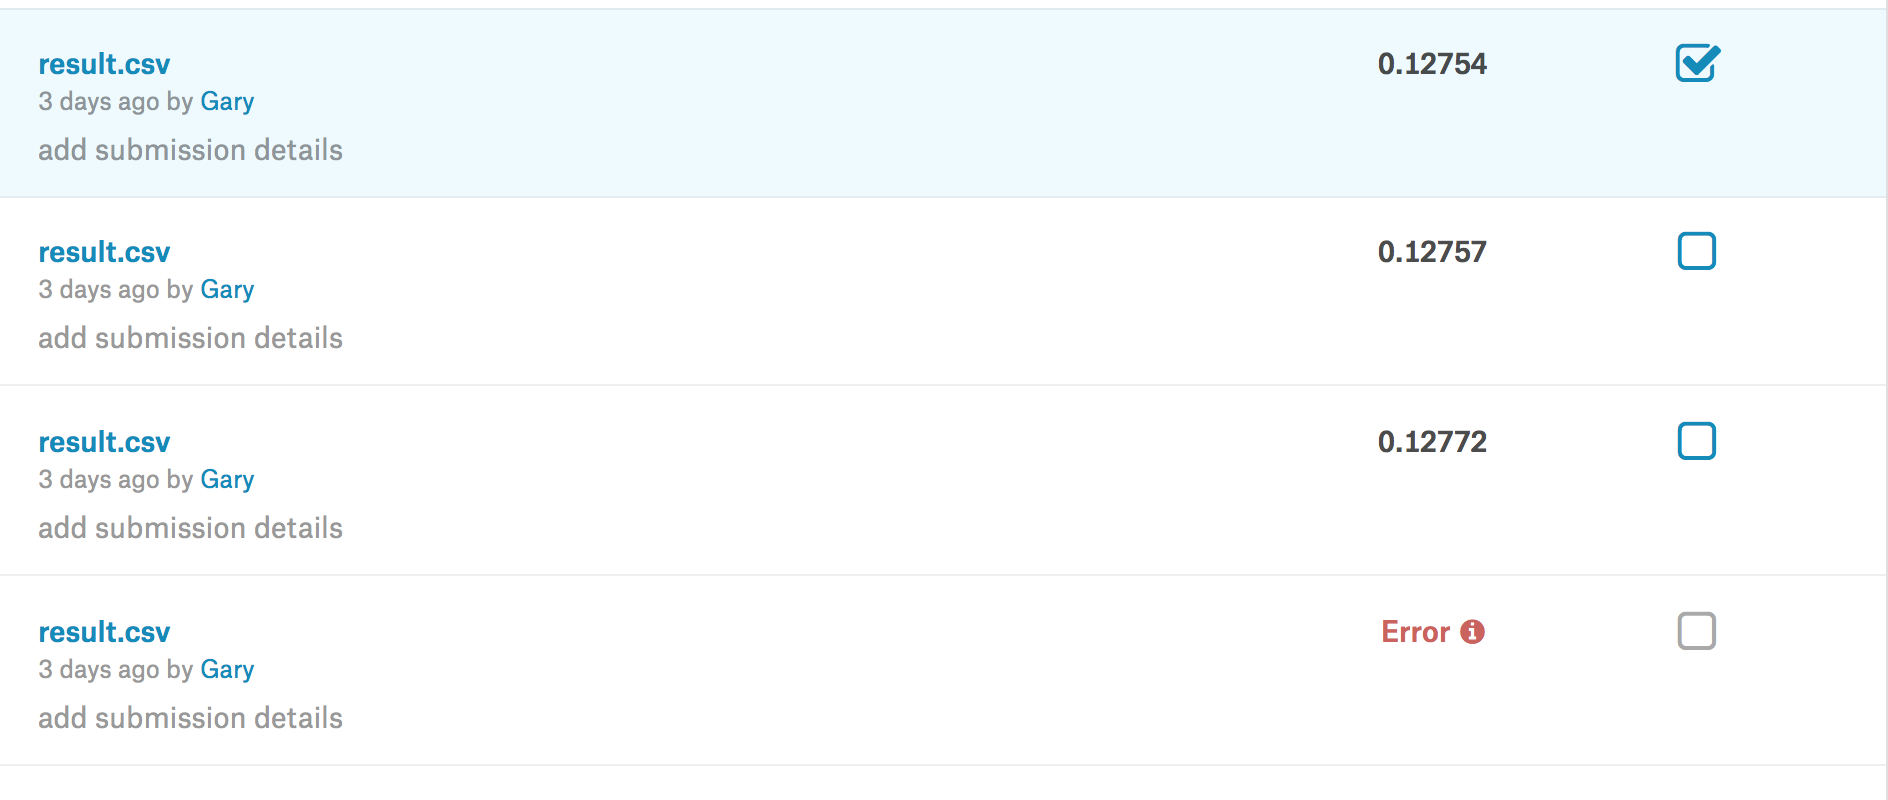 result.csv 0.12754
3 days ago by Gary
add submission details
result.csv 0.12757
3 days ago by Gary
add submission details
result.csv 0.12772
3 days ago by Gary
add submission details
result.csv Error
3 days ago by Gary
add submission details